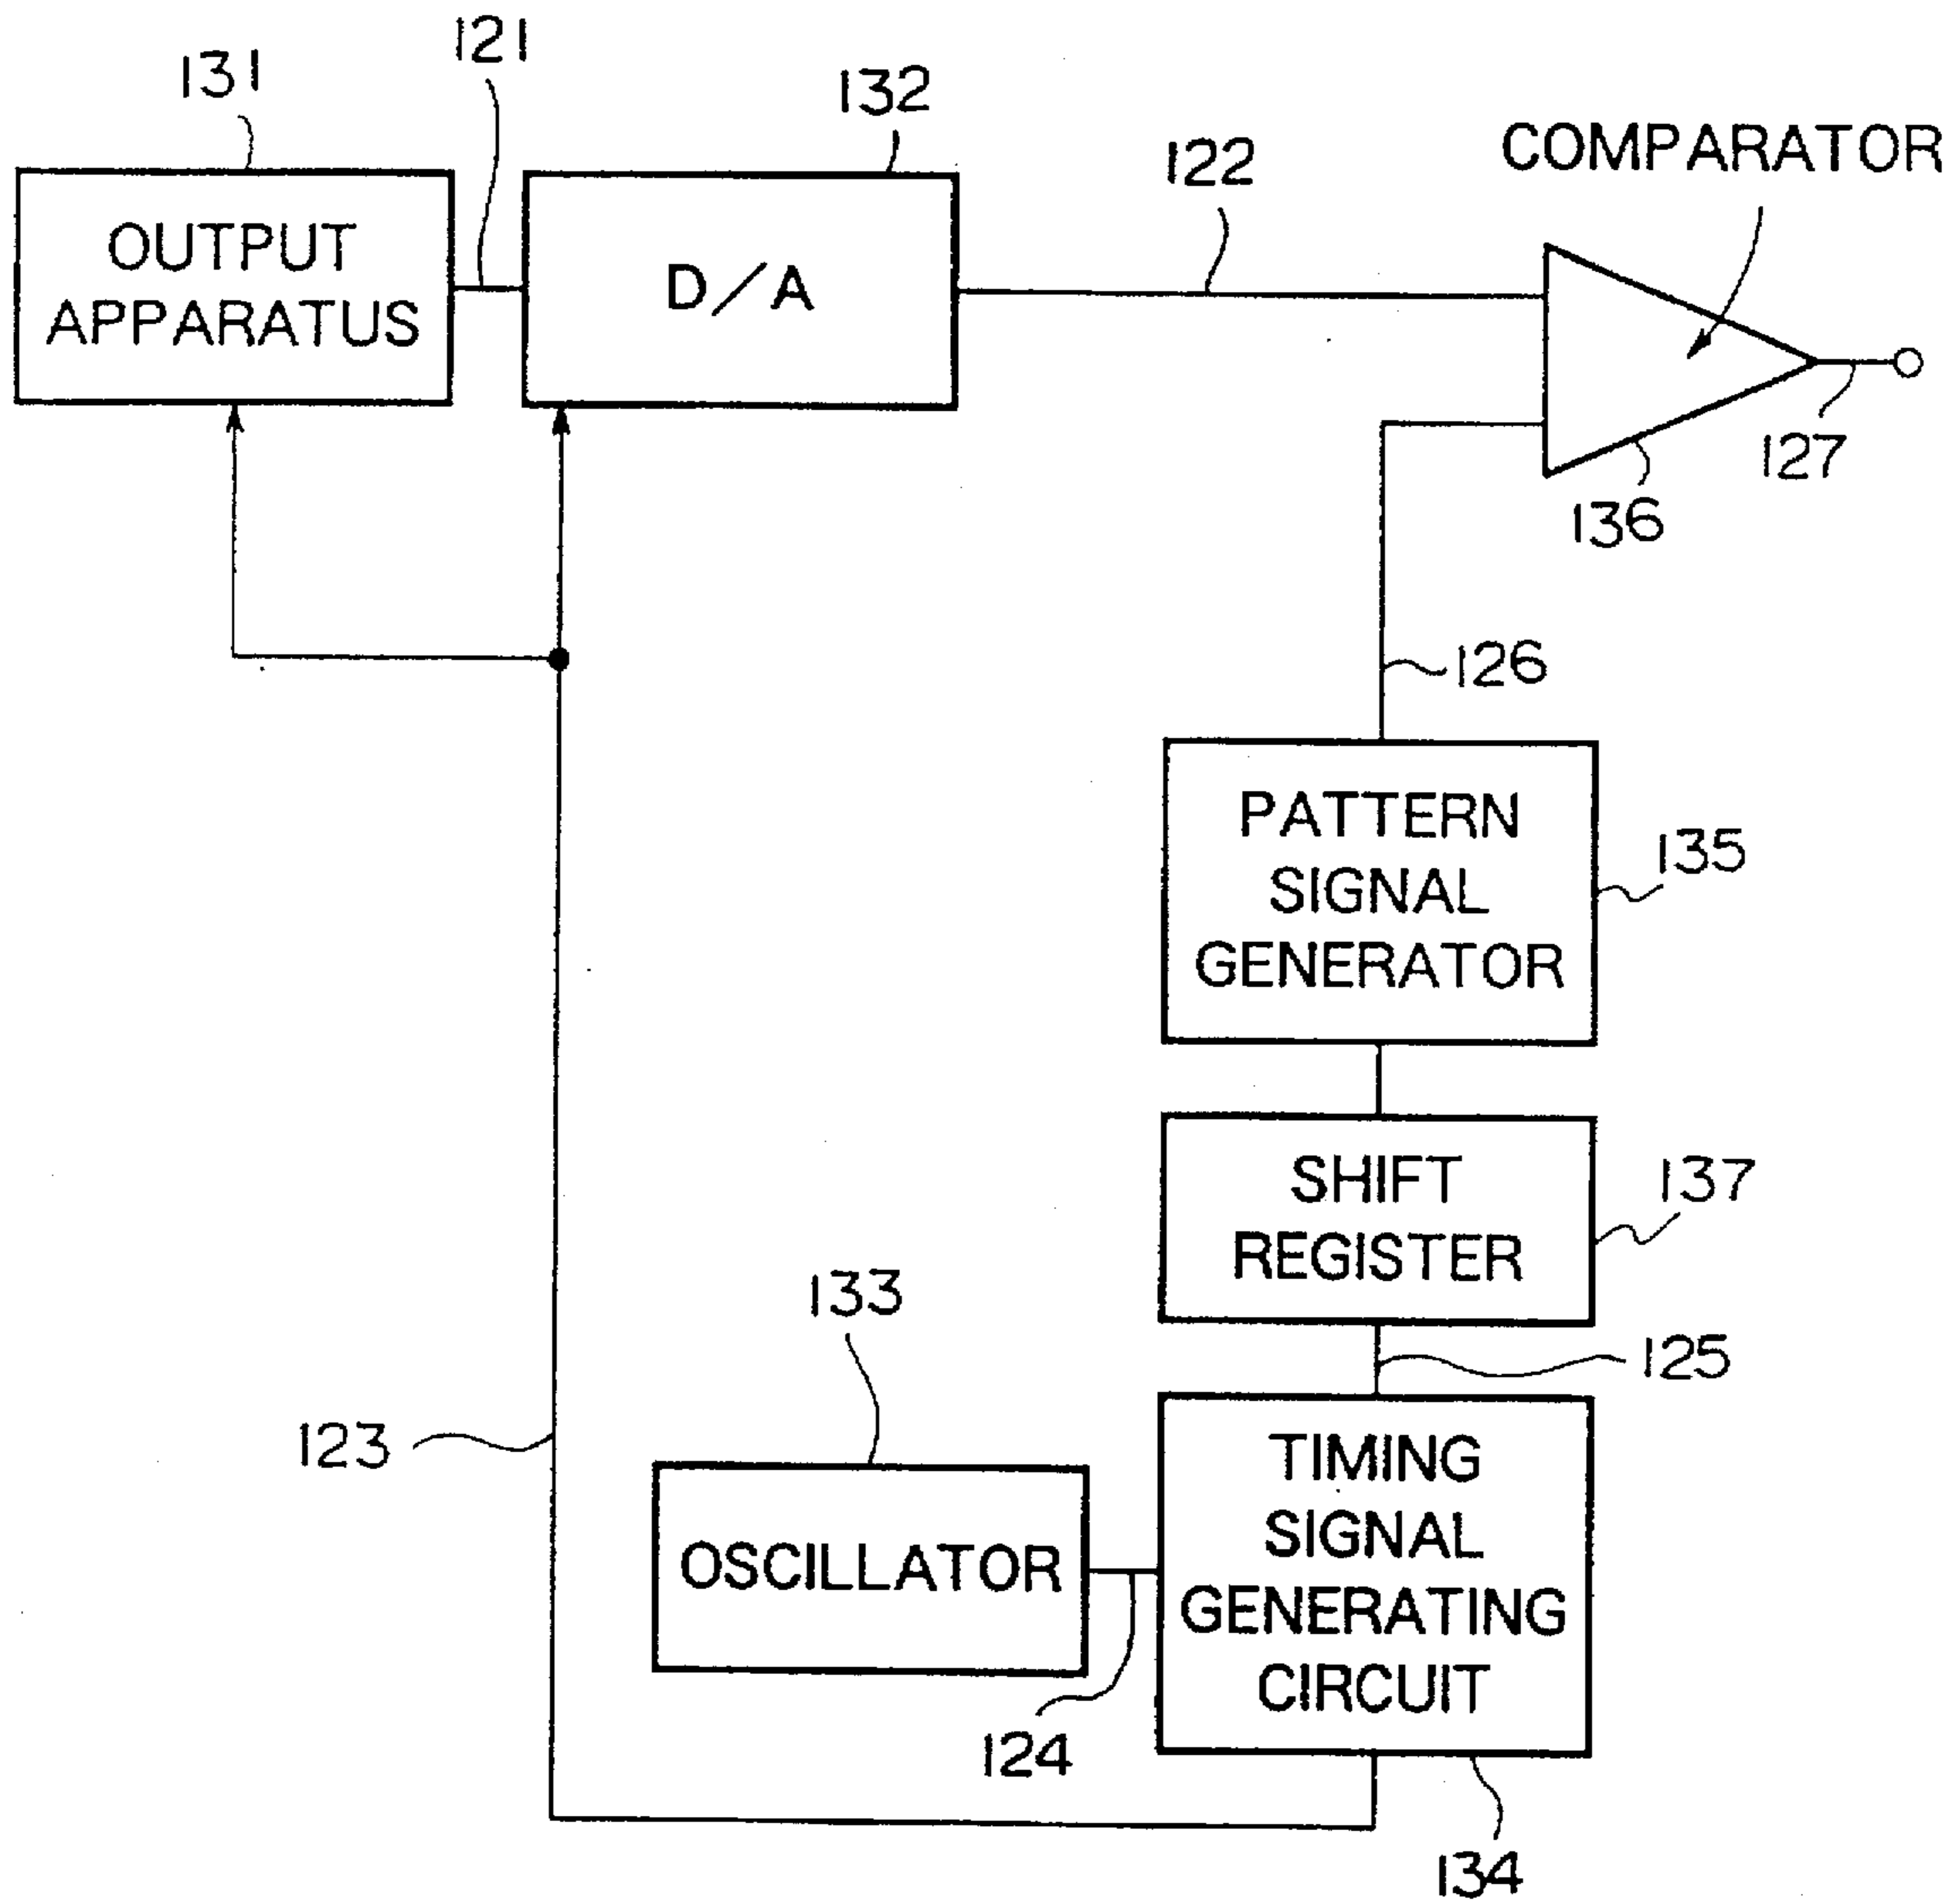 121
131
132
COMPARATOR
122
OUTPUT
APPARATUS
D/A
127
136
126
PATTERN
SIGNAL
GENERATOR
135
SHIFT
REGISTER
137
133
125
123
TIMING
SIGNAL
GENERATING
CIRCUIT
OSCILLATOR
124
134